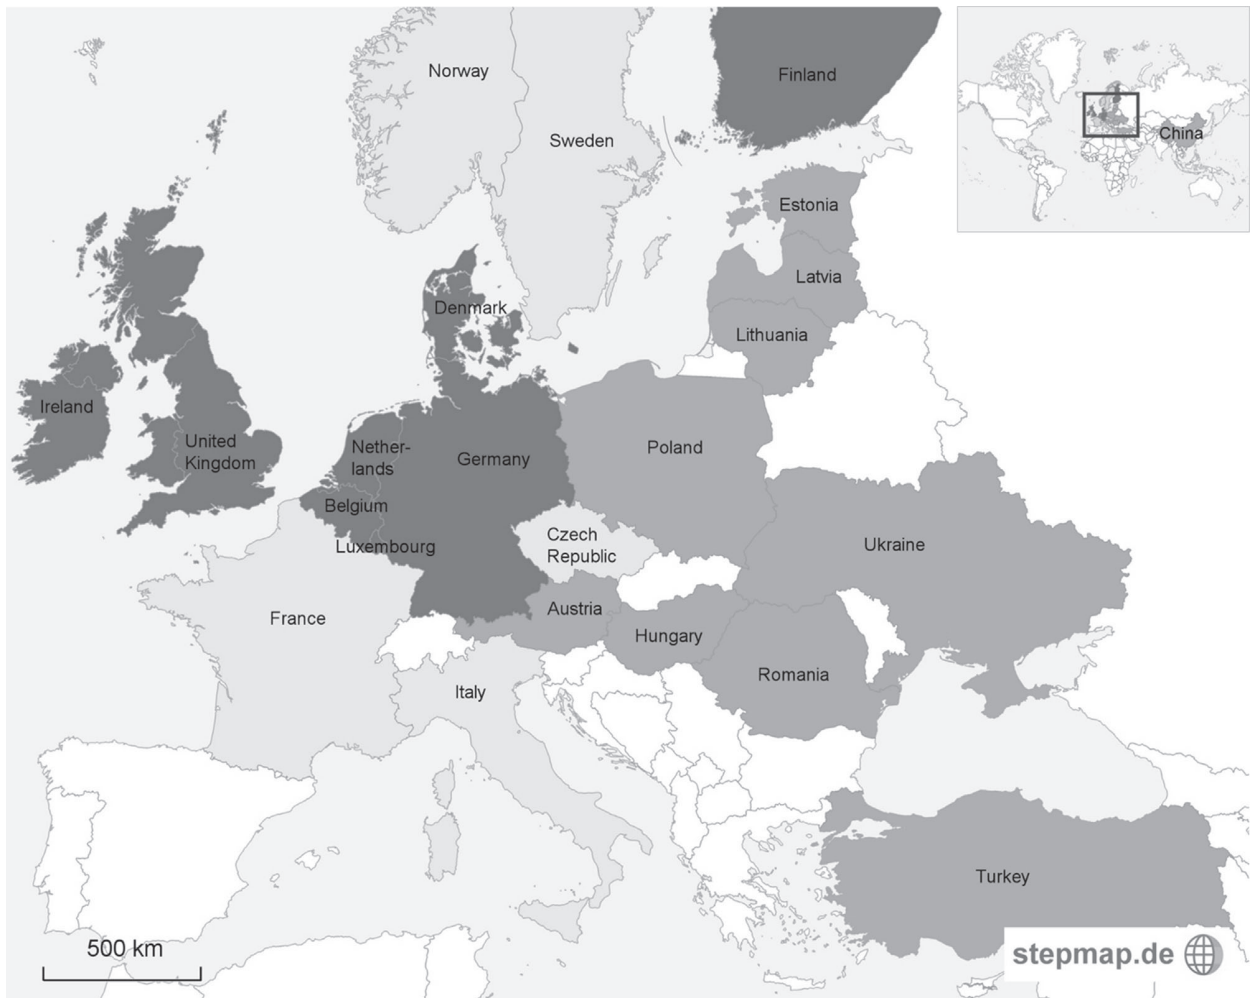 Norway
Finland
Sweden
China
Estonia
Latvia
Denmark
Lithuania
Ireland
United
Kingdom
Nether-
lands
Germany
Poland
Belgium
Luxembourg
Czech
Republic
Ukraine
France
Austria
Hungary
Romania
Italy
Turkey
500 km
stepmap.de